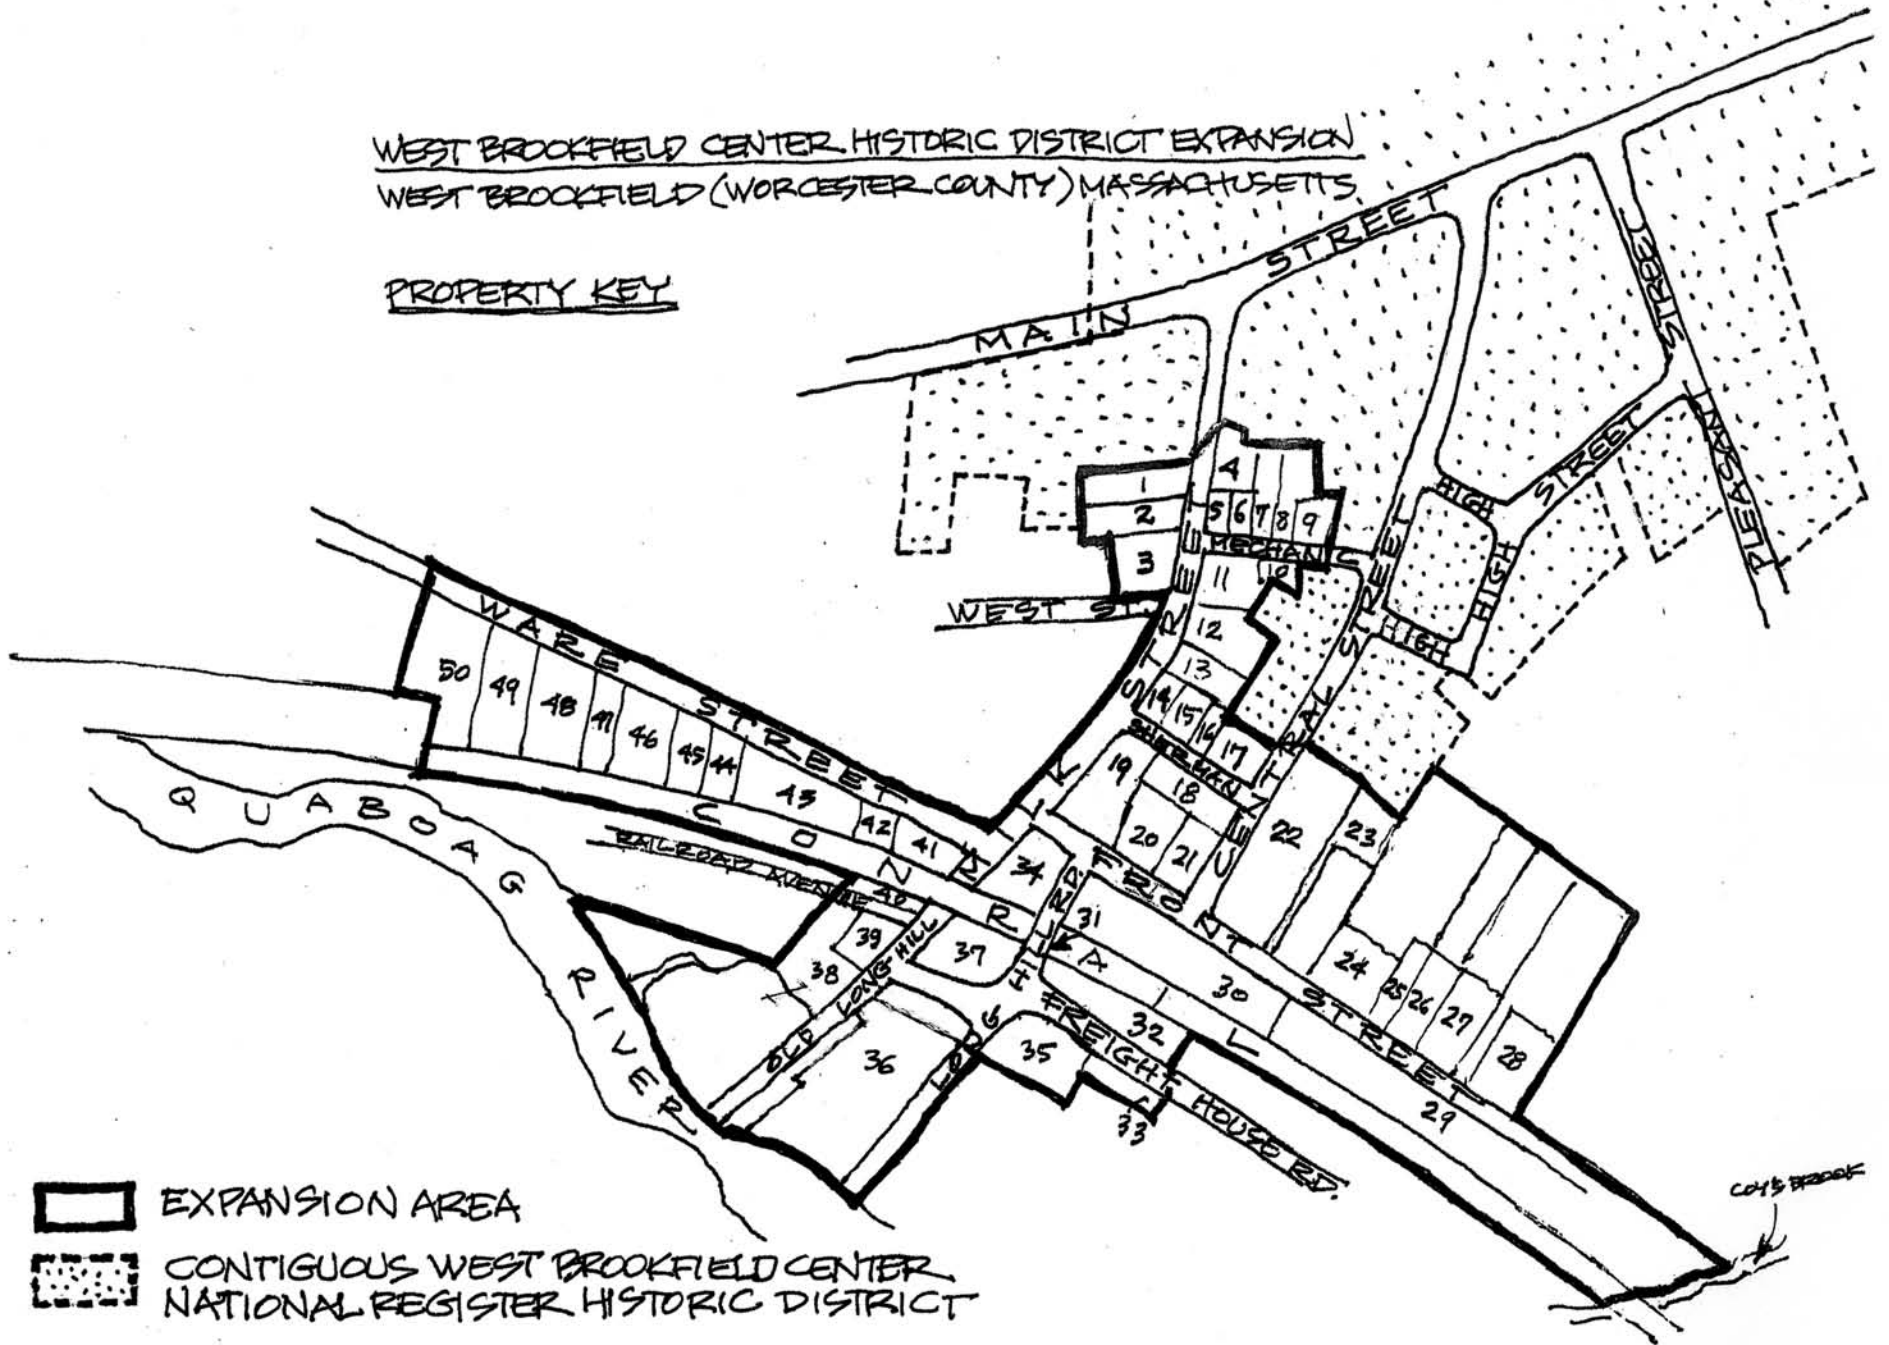 WEST BROOKFIELD CENTER HISTORIC DISTRICT EXPANSION
WEST BROOKFIELD (WORCESTER COUNTY) MASSACHUSETTS
PROPERTY KEY
MAIN STREET
PLEASANT STREET
HIGH STREET
HIGH
HIGH
MECHANIC
WEST ST.
CENTRAL STREET
SHERMAN
FRONT STREET
WARE STREET
CONRAIL
RAILROAD AVENUE
QUABOAG RIVER
OLD LONG HILL
LONG HILL RD.
FREIGHT HOUSE RD.
COY'S BROOK
1
2
3
4
5
6
7
8
9
10
11
12
13
14
15
16
17
18
19
20
21
22
23
24
25
26
27
28
29
30
31
32
33
34
35
36
37
38
39
40
41
42
43
44
45
46
47
48
49
50
EXPANSION AREA
CONTIGUOUS WEST BROOKFIELD CENTER
NATIONAL REGISTER HISTORIC DISTRICT